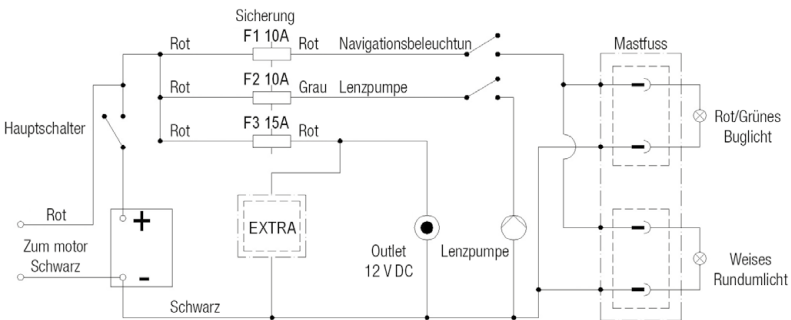 Sicherung
Rot F1 10A Rot Navigationsbeleuchtun
Mastfuss
Rot F2 10A Grau Lenzpumpe
Hauptschalter
Rot F3 15A Rot
Rot/Grünes
Buglicht
Rot
+
Zum motor
Schwarz
-
EXTRA
Outlet
12 V DC
Lenzpumpe
Weises
Rundumlicht
Schwarz